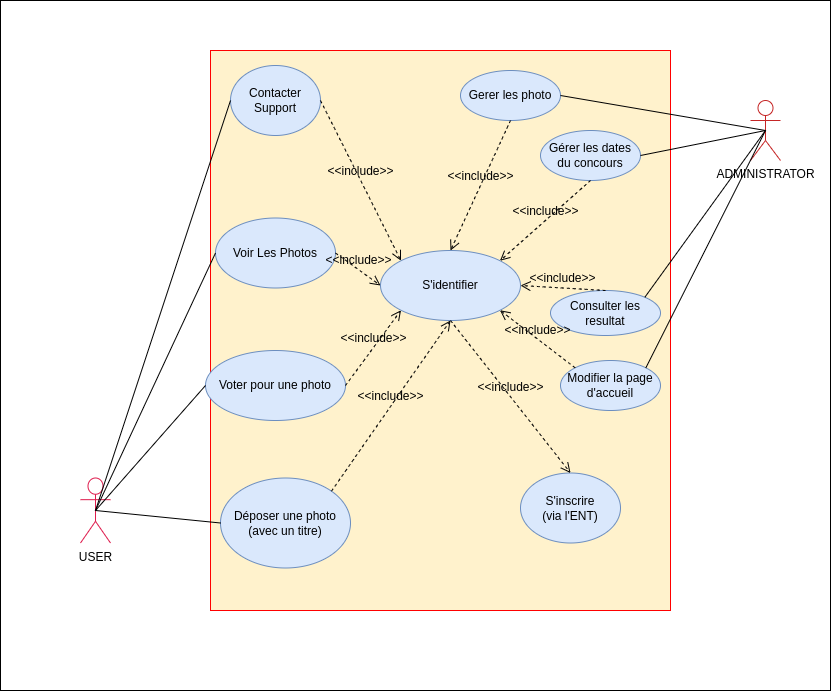 Contacter
Support
Gerer les photo
Gérer les dates
du concours
ADMINISTRATOR
<<include>>
<<include>>
<<include>>
Voir Les Photos
<<include>>
S'identifier
<<include>>
Consulter les
resultat
<<include>>
<<include>>
Voter pour une photo
<<include>>
<<include>>
Modifier la page
d'accueil
Déposer une photo
(avec un titre)
S'inscrire
(via l'ENT)
USER